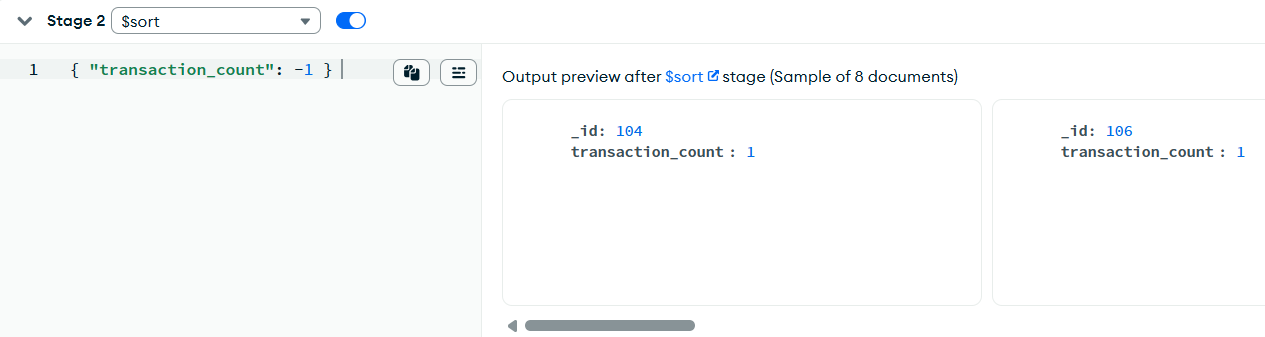 Stage 2 $sort
1 { "transaction_count": -1 }
Output preview after $sort stage (Sample of 8 documents)
_id: 104
transaction_count : 1
_id: 106
transaction_count : 1